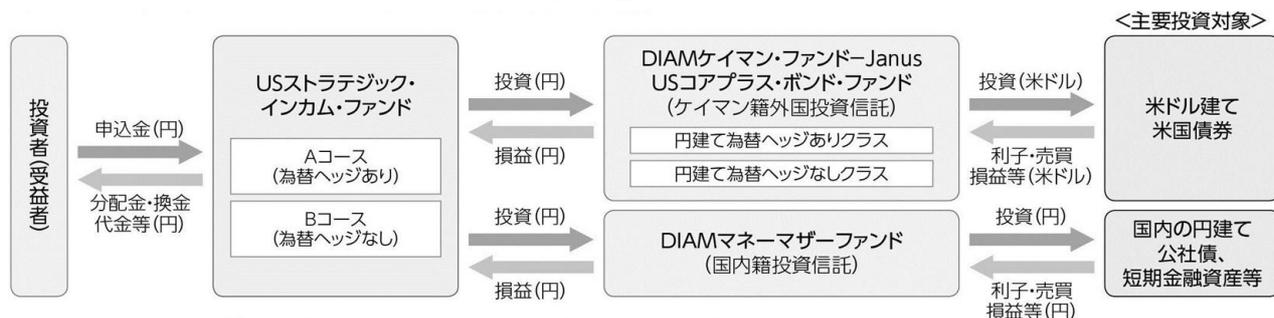 <主要投資対象>
投資者(受益者)
申込金(円)
分配金・換金
代金等(円)
USストラテジック・
インカム・ファンド
Aコース
(為替ヘッジあり)
Bコース
(為替ヘッジなし)
投資(円)
損益(円)
投資(円)
損益(円)
DIAMケイマン・ファンドーJanus
USコアプラス・ボンド・ファンド
(ケイマン籍外国投資信託)
円建て為替ヘッジありクラス
円建て為替ヘッジなしクラス
DIAMマネーマザーファンド
(国内籍投資信託)
投資(米ドル)
利子・売買
損益等(米ドル)
投資(円)
利子・売買
損益等(円)
米ドル建て
米国債券
国内の円建て
公社債、
短期金融資産等